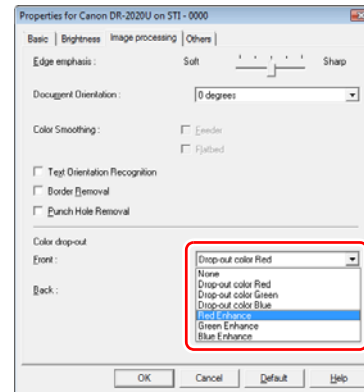 Properties for Canon DR-2020U on STI - 0000
Basic Brightness Image processing Others
Edge emphasis : Soft Sharp
Document Orientation : 0 degrees
Color Smoothing : Feeder
Flatbed
Text Orientation Recognition
Border Removal
Punch Hole Removal
Color drop-out
Front : Drop-out color Red
None
Drop-out color Red
Back : Drop-out color Green
Drop-out color Blue
Red Enhance
Green Enhance
Blue Enhance
OK Cancel Default Help